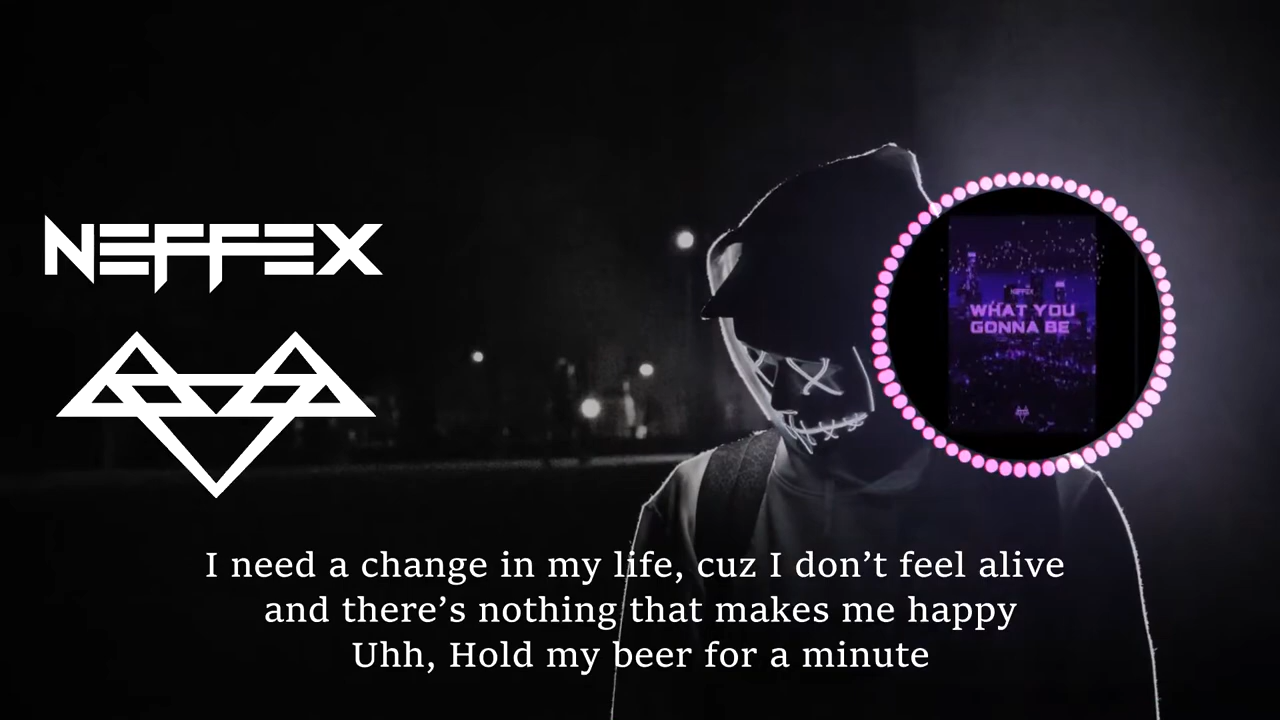 NEFFEX
NEFFEX
WHAT YOU
GONNA BE
I need a change in my life, cuz I don’t feel alive
and there’s nothing that makes me happy
Uhh, Hold my beer for a minute